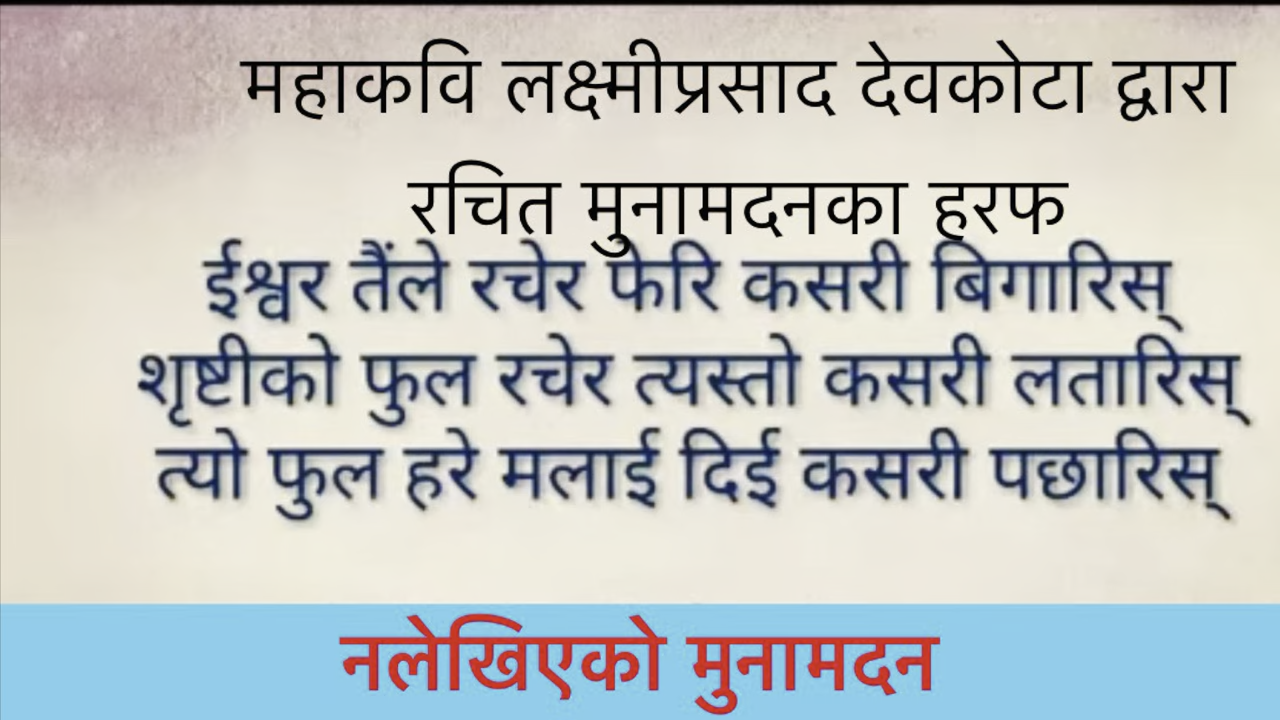 महाकवि लक्ष्मीप्रसाद देवकोटा द्वारा
रचित मुनामदनका हरफ
ईश्वर तैंले रचेर फेरि कसरी बिगारिस्
शृष्टीको फुल रचेर त्यस्तो कसरी लतारिस्
त्यो फुल हरे मलाई दिई कसरी पछारिस्
नलेखिएको मुनामदन